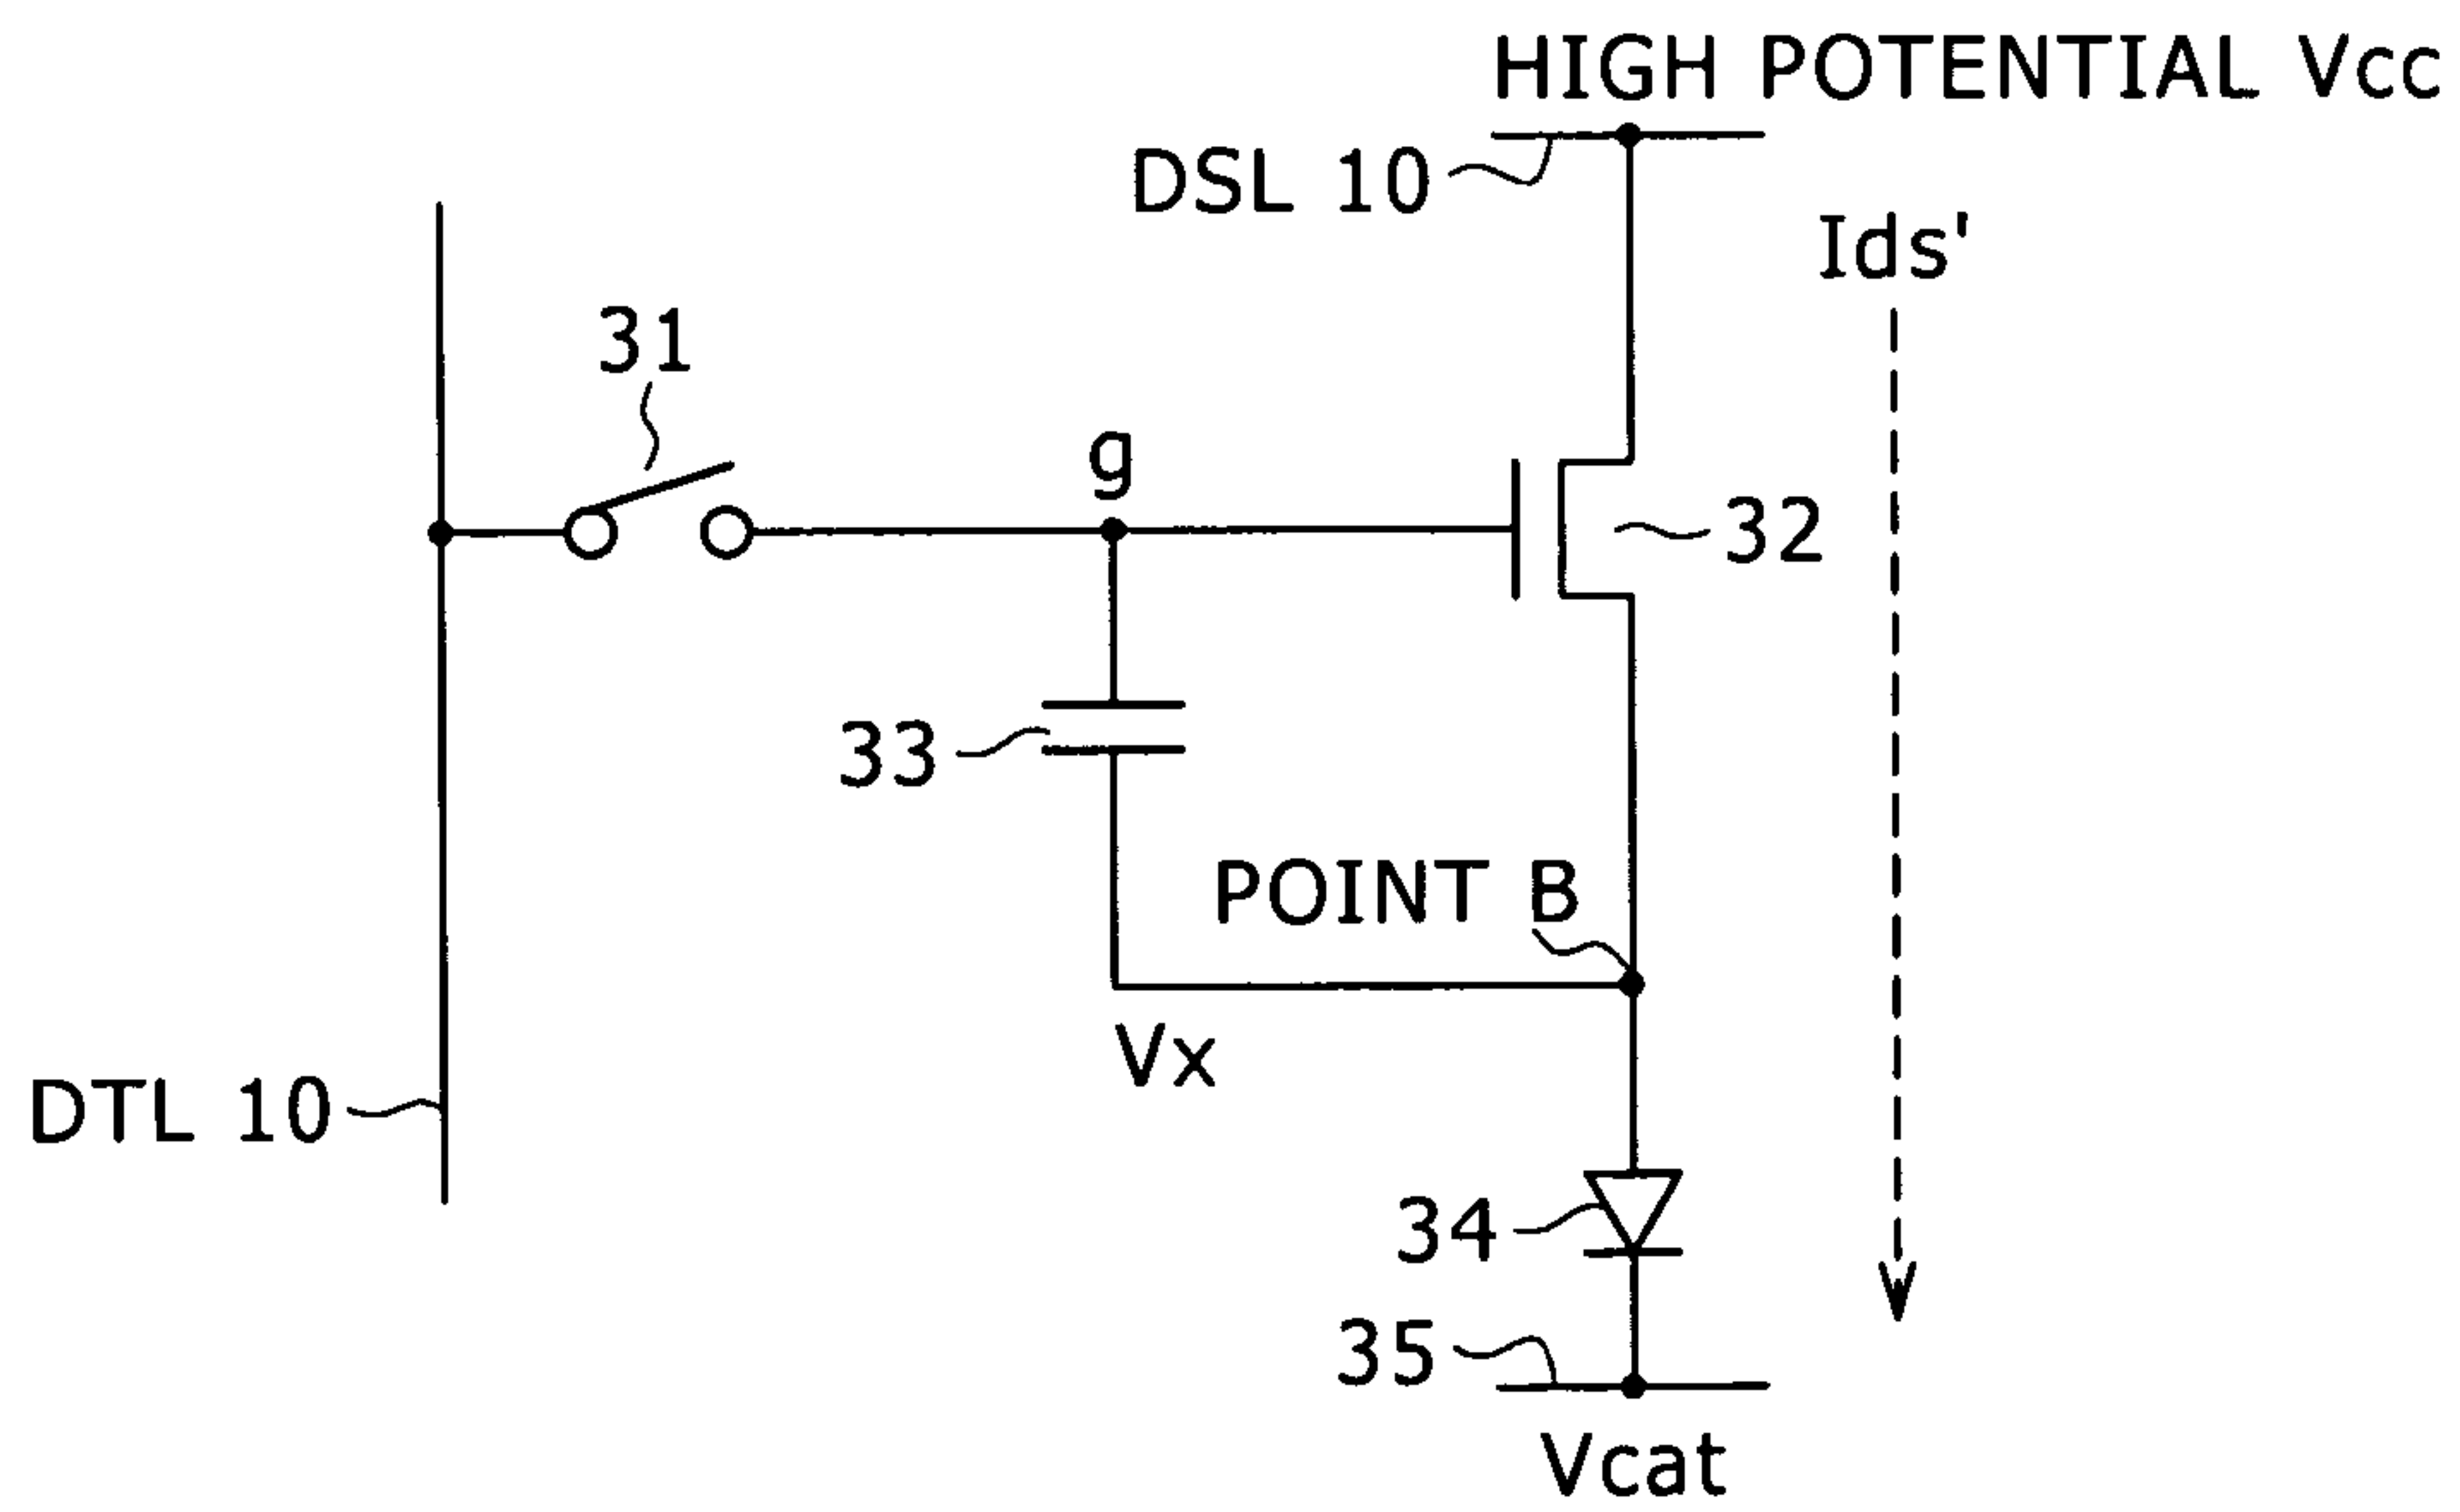 HIGH POTENTIAL Vcc
DSL 10
Ids'
31
g
32
33
POINT B
Vx
DTL 10
34
35
Vcat